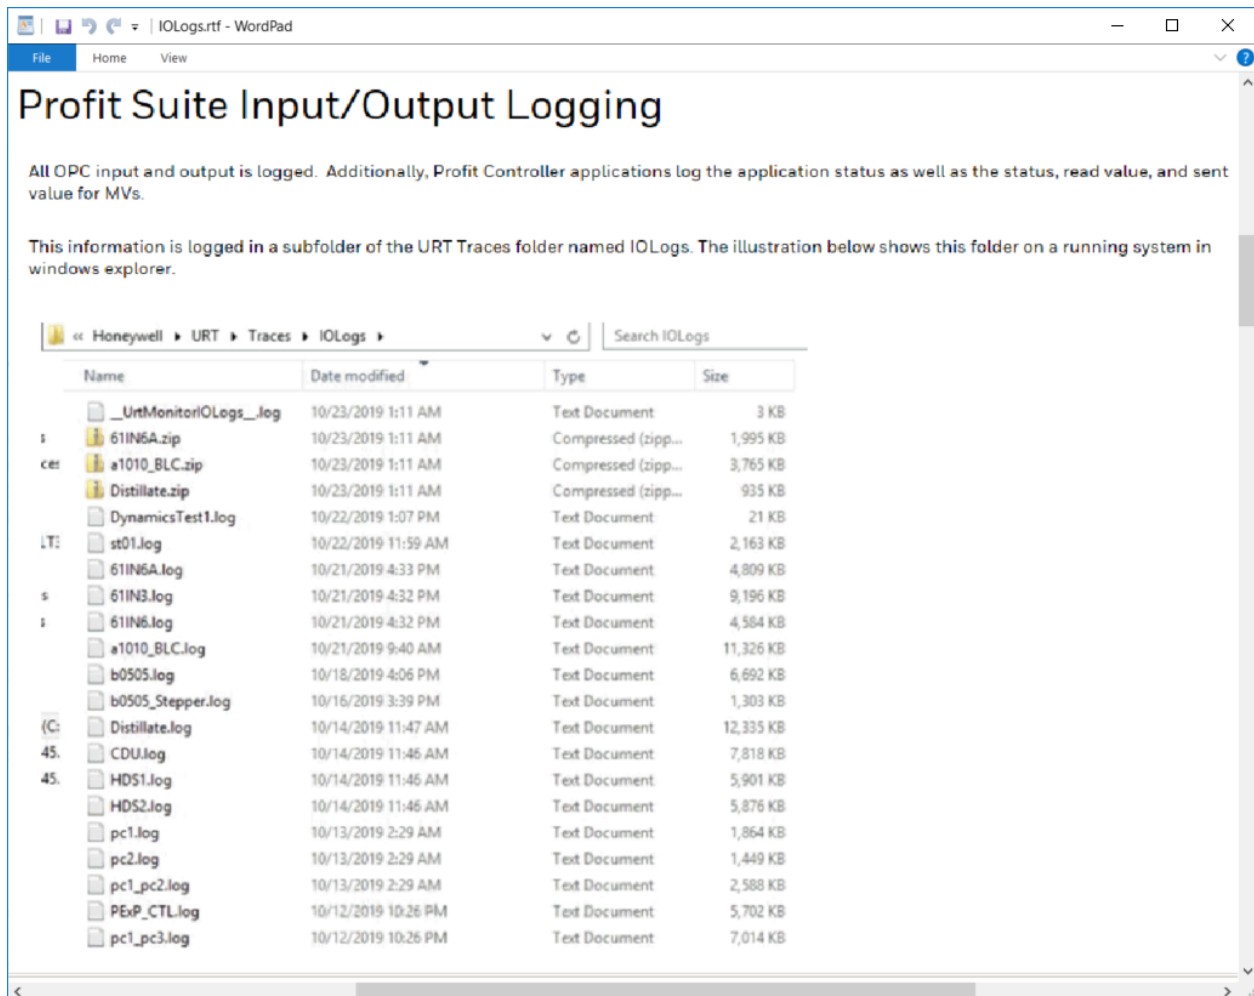 IOLogs.rtf - WordPad
File Home View
Profit Suite Input/Output Logging
All OPC input and output is logged. Additionally, Profit Controller applications log the application status as well as the status, read value, and sent
value for MVs.
This information is logged in a subfolder of the URT Traces folder named IOLogs. The illustration below shows this folder on a running system in
windows explorer.
« Honeywell URT Traces IOLogs Search IOLogs
Name Date modified Type Size
__UrtMonitorIOLogs__.log 10/23/2019 1:11 AM Text Document 3 KB
s 61IN6A.zip 10/23/2019 1:11 AM Compressed (zipp... 1,995 KB
ces a1010_BLC.zip 10/23/2019 1:11 AM Compressed (zipp... 3,765 KB
Distillate.zip 10/23/2019 1:11 AM Compressed (zipp... 935 KB
DynamicsTest1.log 10/22/2019 1:07 PM Text Document 21 KB
st01.log 10/22/2019 11:59 AM Text Document 2,163 KB
61IN6A.log 10/21/2019 4:33 PM Text Document 4,809 KB
s 61IN3.log 10/21/2019 4:32 PM Text Document 9,196 KB
s 61IN6.log 10/21/2019 4:32 PM Text Document 4,584 KB
a1010_BLC.log 10/21/2019 9:40 AM Text Document 11,326 KB
b0505.log 10/18/2019 4:06 PM Text Document 6,692 KB
b0505_Stepper.log 10/16/2019 3:39 PM Text Document 1,303 KB
(C: Distillate.log 10/14/2019 11:47 AM Text Document 12,335 KB
45. CDU.log 10/14/2019 11:46 AM Text Document 7,818 KB
45. HDS1.log 10/14/2019 11:46 AM Text Document 5,901 KB
HDS2.log 10/14/2019 11:46 AM Text Document 5,876 KB
pc1.log 10/13/2019 2:29 AM Text Document 1,864 KB
pc2.log 10/13/2019 2:29 AM Text Document 1,449 KB
pc1_pc2.log 10/13/2019 2:29 AM Text Document 2,588 KB
PExP_CTL.log 10/12/2019 10:26 PM Text Document 5,702 KB
pc1_pc3.log 10/12/2019 10:26 PM Text Document 7,014 KB